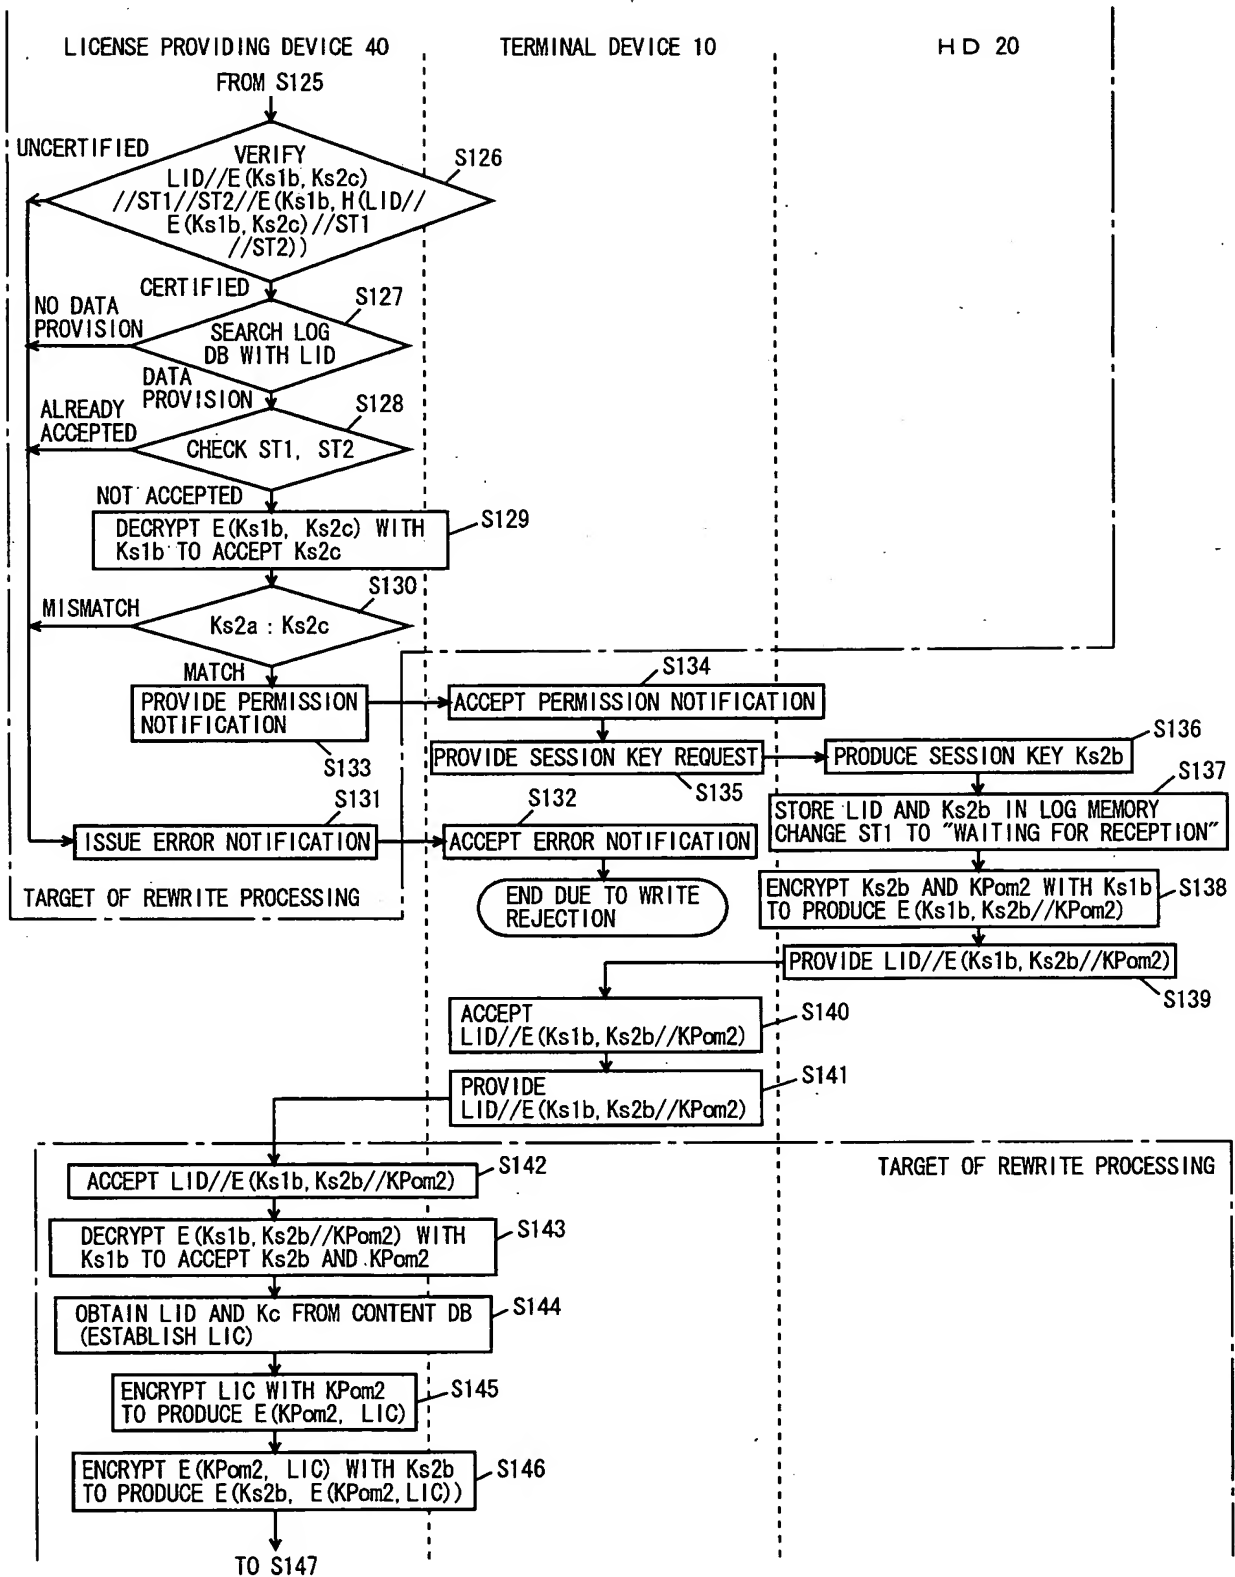 LICENSE PROVIDING DEVICE 40
TERMINAL DEVICE 10
HD 20
FROM S125
UNCERTIFIED
VERIFY
LID//E(Ks1b, Ks2c)
//ST1//ST2//E(Ks1b, H(LID//
E(Ks1b, Ks2c)//ST1
//ST2))
S126
CERTIFIED
NO DATA
PROVISION
SEARCH LOG
DB WITH LID
S127
DATA
PROVISION
ALREADY
ACCEPTED
CHECK ST1, ST2
S128
NOT ACCEPTED
DECRYPT E(Ks1b, Ks2c) WITH
Ks1b TO ACCEPT Ks2c
S129
MISMATCH
Ks2a : Ks2c
S130
MATCH
PROVIDE PERMISSION
NOTIFICATION
S133
ACCEPT PERMISSION NOTIFICATION
S134
PROVIDE SESSION KEY REQUEST
S135
PRODUCE SESSION KEY Ks2b
S136
STORE LID AND Ks2b IN LOG MEMORY
CHANGE ST1 TO "WAITING FOR RECEPTION"
S137
ISSUE ERROR NOTIFICATION
S131
ACCEPT ERROR NOTIFICATION
S132
END DUE TO WRITE
REJECTION
TARGET OF REWRITE PROCESSING
ENCRYPT Ks2b AND KPom2 WITH Ks1b
TO PRODUCE E(Ks1b, Ks2b//KPom2)
S138
PROVIDE LID//E(Ks1b, Ks2b//KPom2)
S139
ACCEPT
LID//E(Ks1b, Ks2b//KPom2)
S140
PROVIDE
LID//E(Ks1b, Ks2b//KPom2)
S141
TARGET OF REWRITE PROCESSING
ACCEPT LID//E(Ks1b, Ks2b//KPom2)
S142
DECRYPT E(Ks1b, Ks2b//KPom2) WITH
Ks1b TO ACCEPT Ks2b AND KPom2
S143
OBTAIN LID AND Kc FROM CONTENT DB
(ESTABLISH LIC)
S144
ENCRYPT LIC WITH KPom2
TO PRODUCE E(KPom2, LIC)
S145
ENCRYPT E(KPom2, LIC) WITH Ks2b
TO PRODUCE E(Ks2b, E(KPom2, LIC))
S146
TO S147